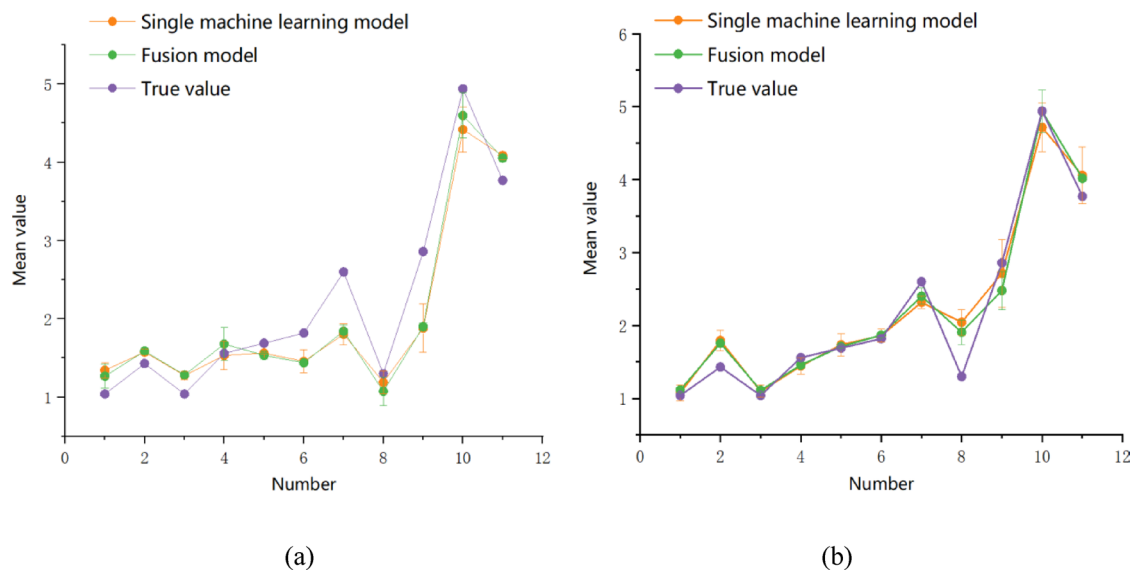 Single machine learning model
Fusion model
True value
5
4
3
2
1
Mean value
0 2 4 6 8 10 12
Number
(a)
Single machine learning model
Fusion model
True value
6
5
4
3
2
1
Mean value
0 2 4 6 8 10 12
Number
(b)